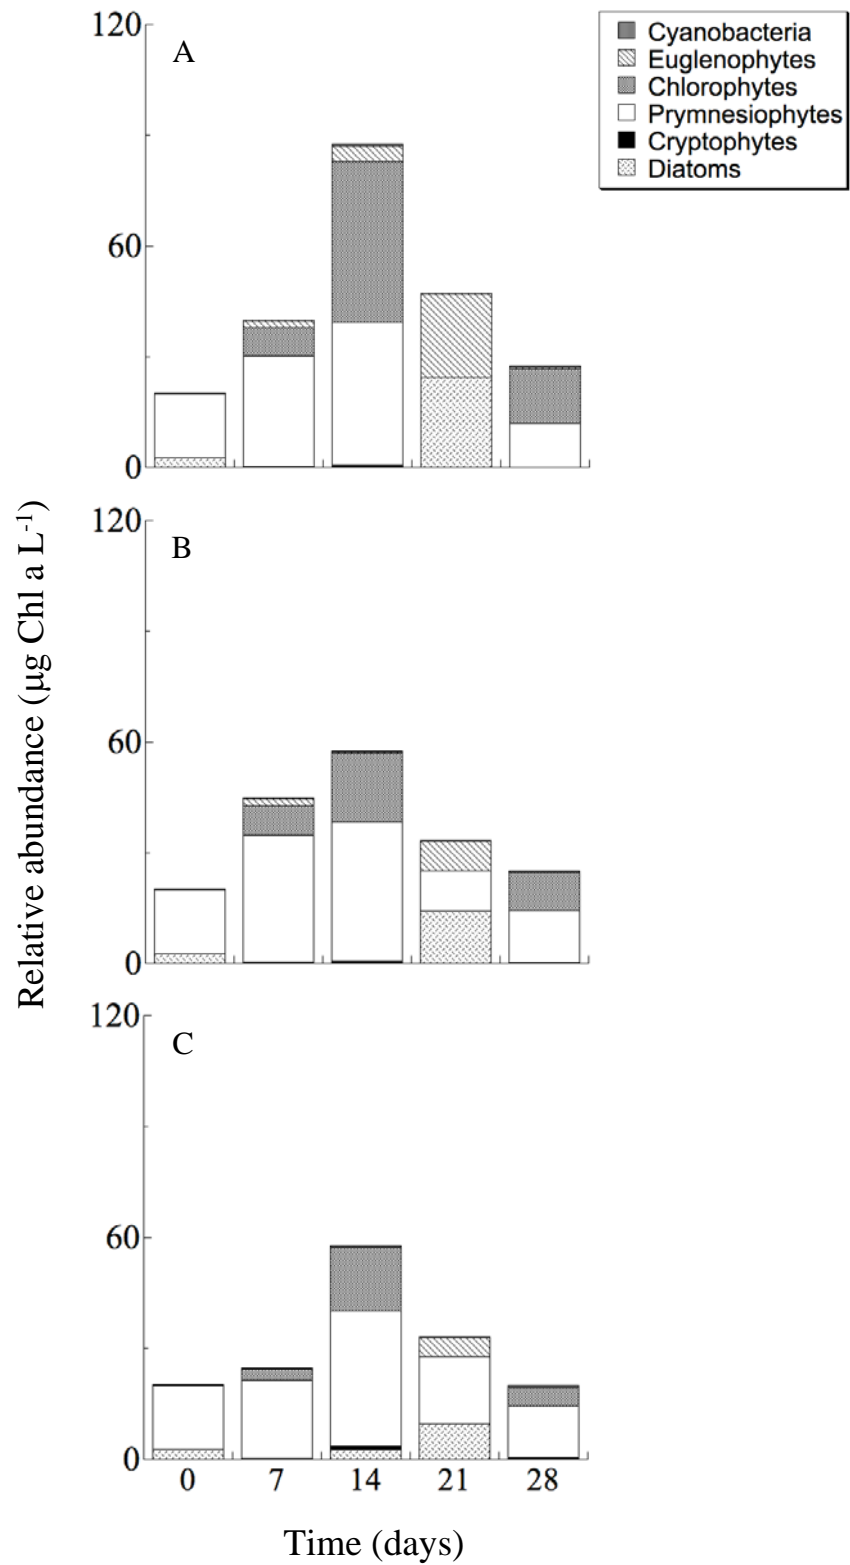 120
A
60
0
Cyanobacteria
Euglenophytes
Chlorophytes
Prymnesiophytes
Cryptophytes
Diatoms
Relative abundance (µg Chl a L⁻¹)
120
B
60
0
120
C
60
0
0 7 14 21 28
Time (days)